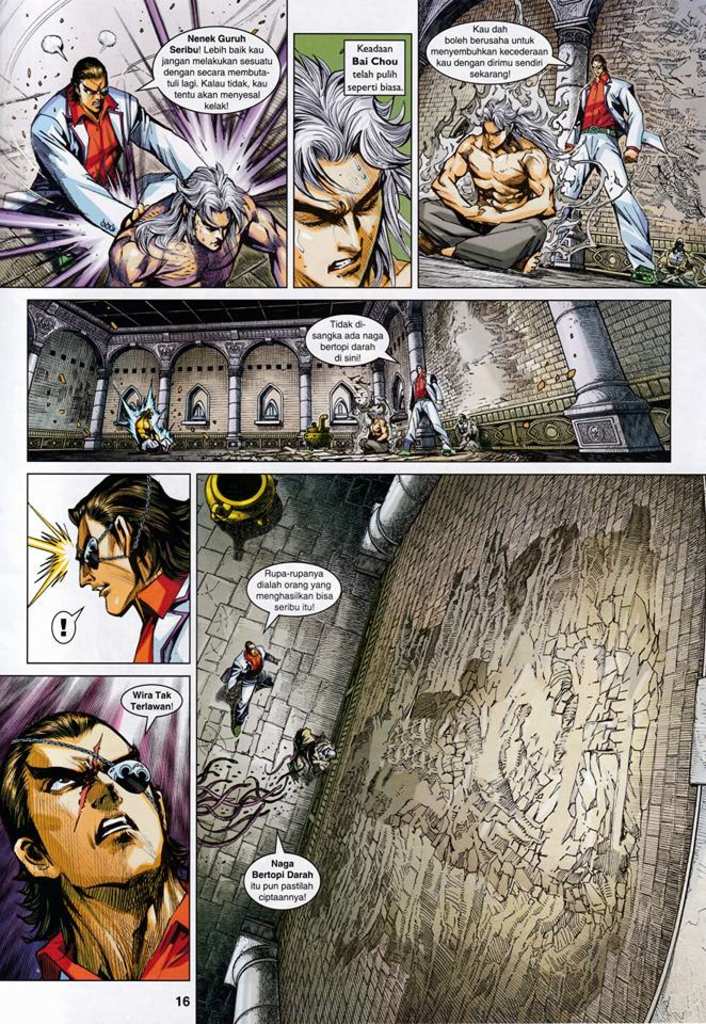 Nenek Guruh
Seribu! Lebih baik kau
jangan melakukan sesuatu
dengan secara membuta-
tuli lagi. Kalau tidak, kau
tentu akan menyesal
kelak!
Keadaan
Bai Chou
telah pulih
seperti biasa.
Kau dah
boleh berusaha untuk
menyembuhkan kecederaan
kau dengan dirimu sendiri
sekarang!
Tidak di-
sangka ada naga
bertopi darah
di sini!
!
Rupa-rupanya
dialah orang yang
menghasilkan bisa
seribu itu!
Wira Tak
Terlawan!
Naga
Bertopi Darah
itu pun pastilah
ciptaannya!
16